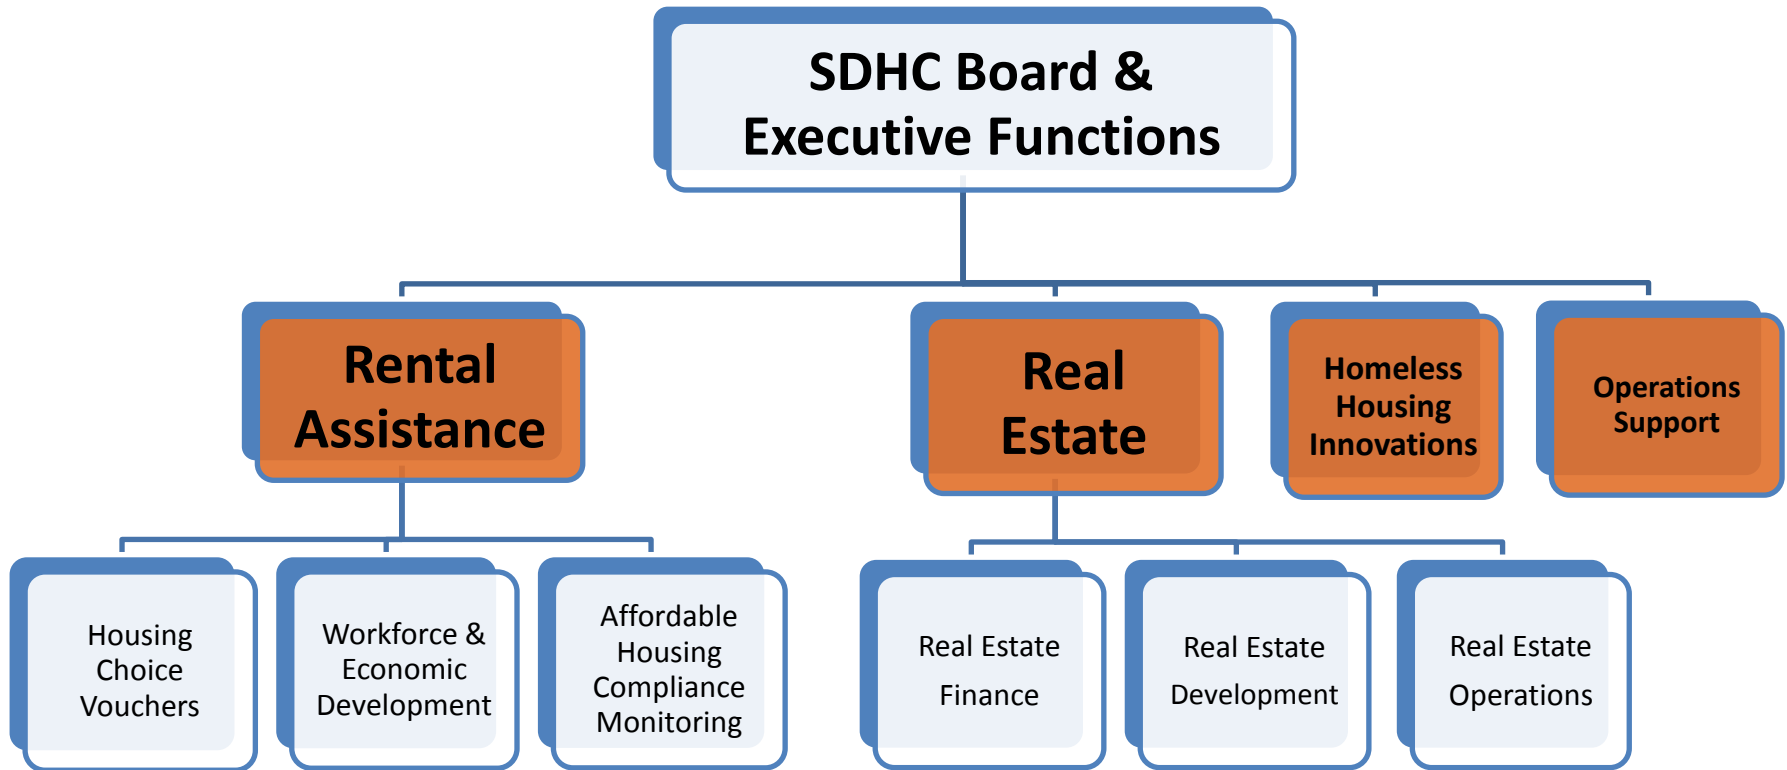 SDHC Board &
Executive Functions
Rental
Assistance
Real
Estate
Homeless
Housing
Innovations
Operations
Support
Housing
Choice
Vouchers
Workforce &
Economic
Development
Affordable
Housing
Compliance
Monitoring
Real Estate
Finance
Real Estate
Development
Real Estate
Operations